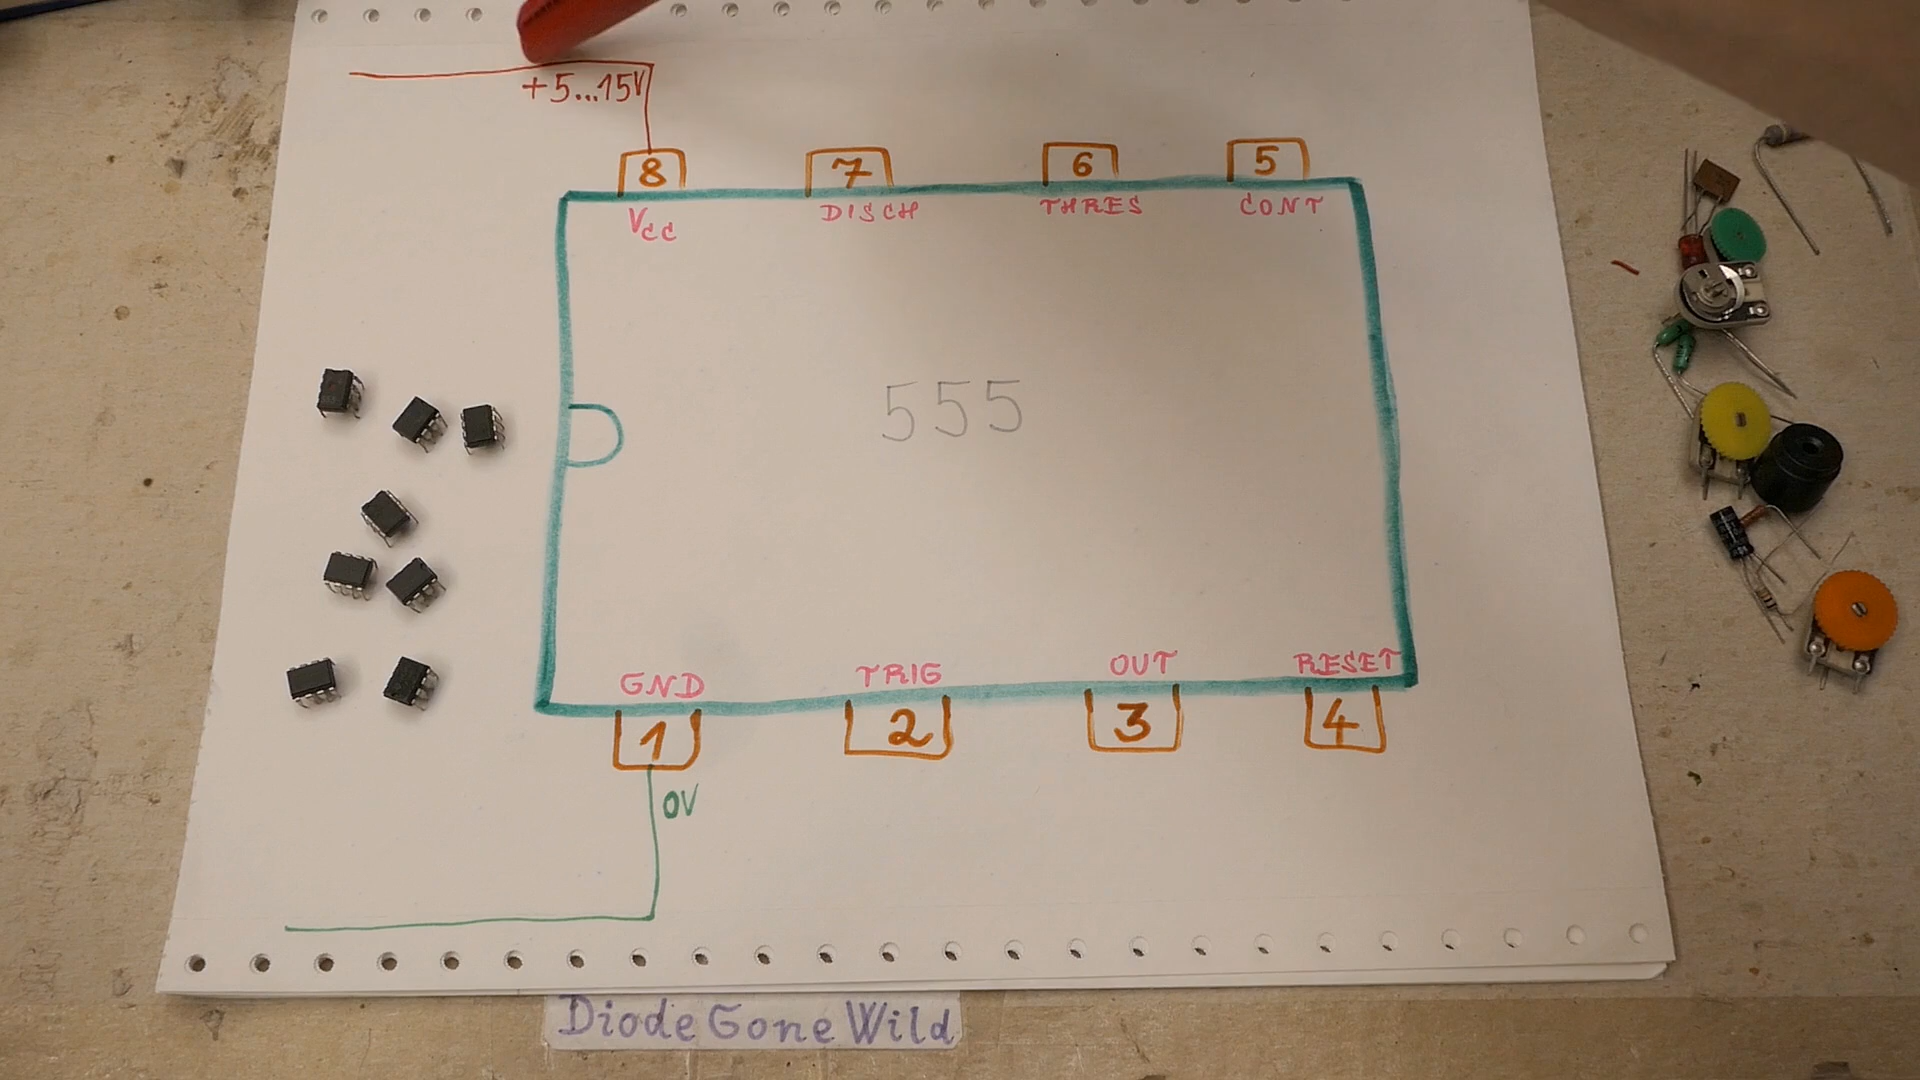 +5...15V
8 7 6 5
VCC DISCH THRES CONT
555
GND TRIG OUT RESET
1 2 3 4
0V
DiodeGoneWild